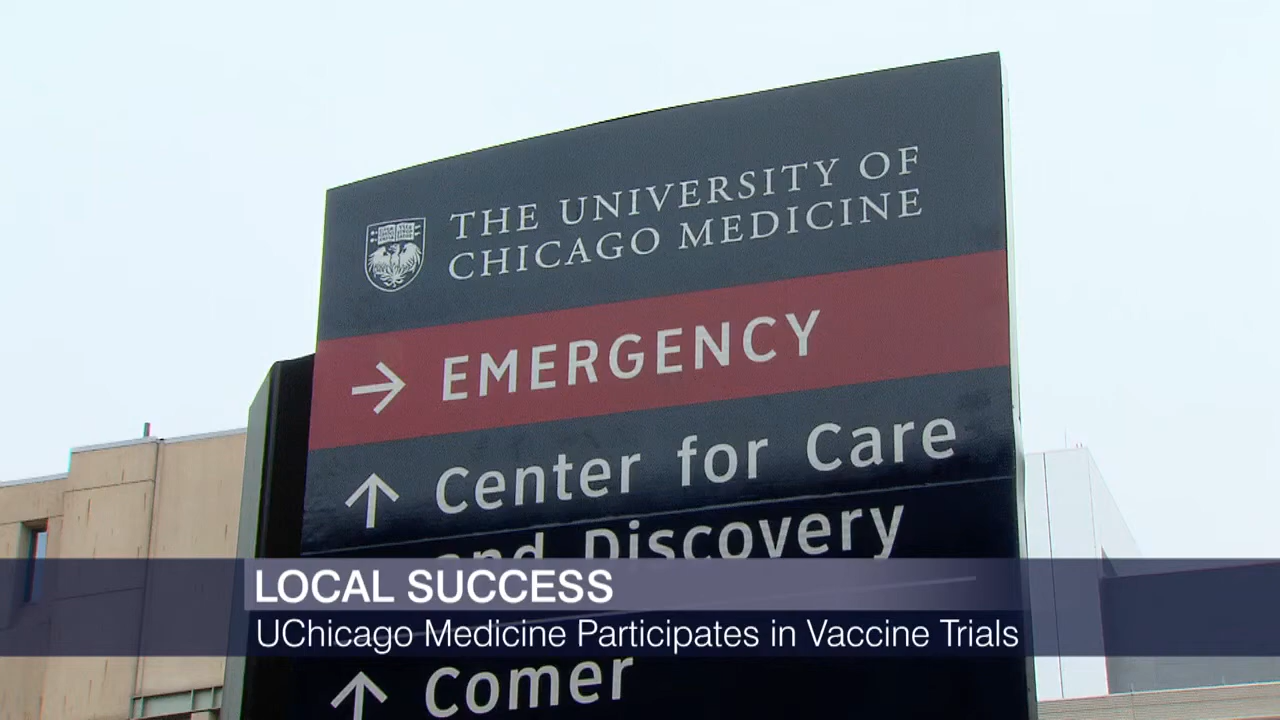 THE UNIVERSITY OF
CHICAGO MEDICINE
→ EMERGENCY
↑ Center for Care
and Discovery
LOCAL SUCCESS
UChicago Medicine Participates in Vaccine Trials
↑ Comer